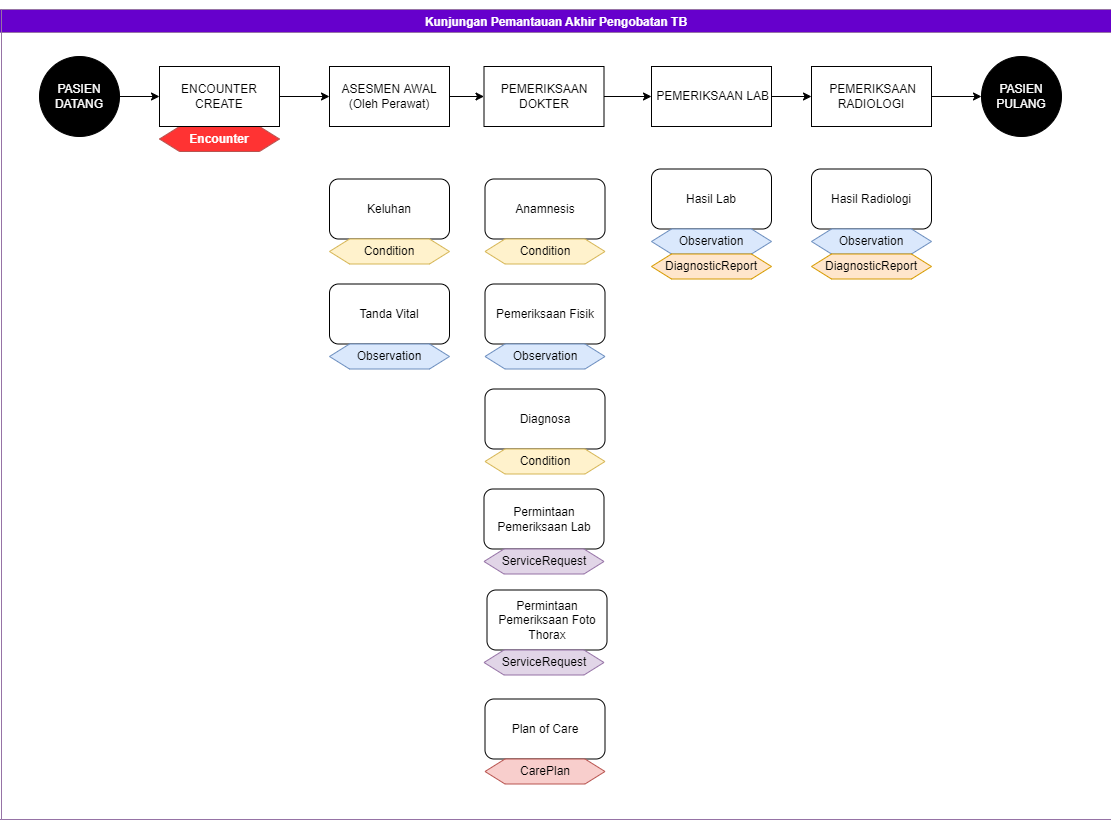 Kunjungan Pemantauan Akhir Pengobatan TB
PASIEN
DATANG
ENCOUNTER
CREATE
Encounter
ASESMEN AWAL
(Oleh Perawat)
PEMERIKSAAN
DOKTER
PEMERIKSAAN LAB
PEMERIKSAAN
RADIOLOGI
PASIEN
PULANG
Keluhan
Condition
Tanda Vital
Observation
Anamnesis
Condition
Pemeriksaan Fisik
Observation
Diagnosa
Condition
Permintaan
Pemeriksaan Lab
ServiceRequest
Permintaan
Pemeriksaan Foto
Thorax
ServiceRequest
Plan of Care
CarePlan
Hasil Lab
Observation
DiagnosticReport
Hasil Radiologi
Observation
DiagnosticReport